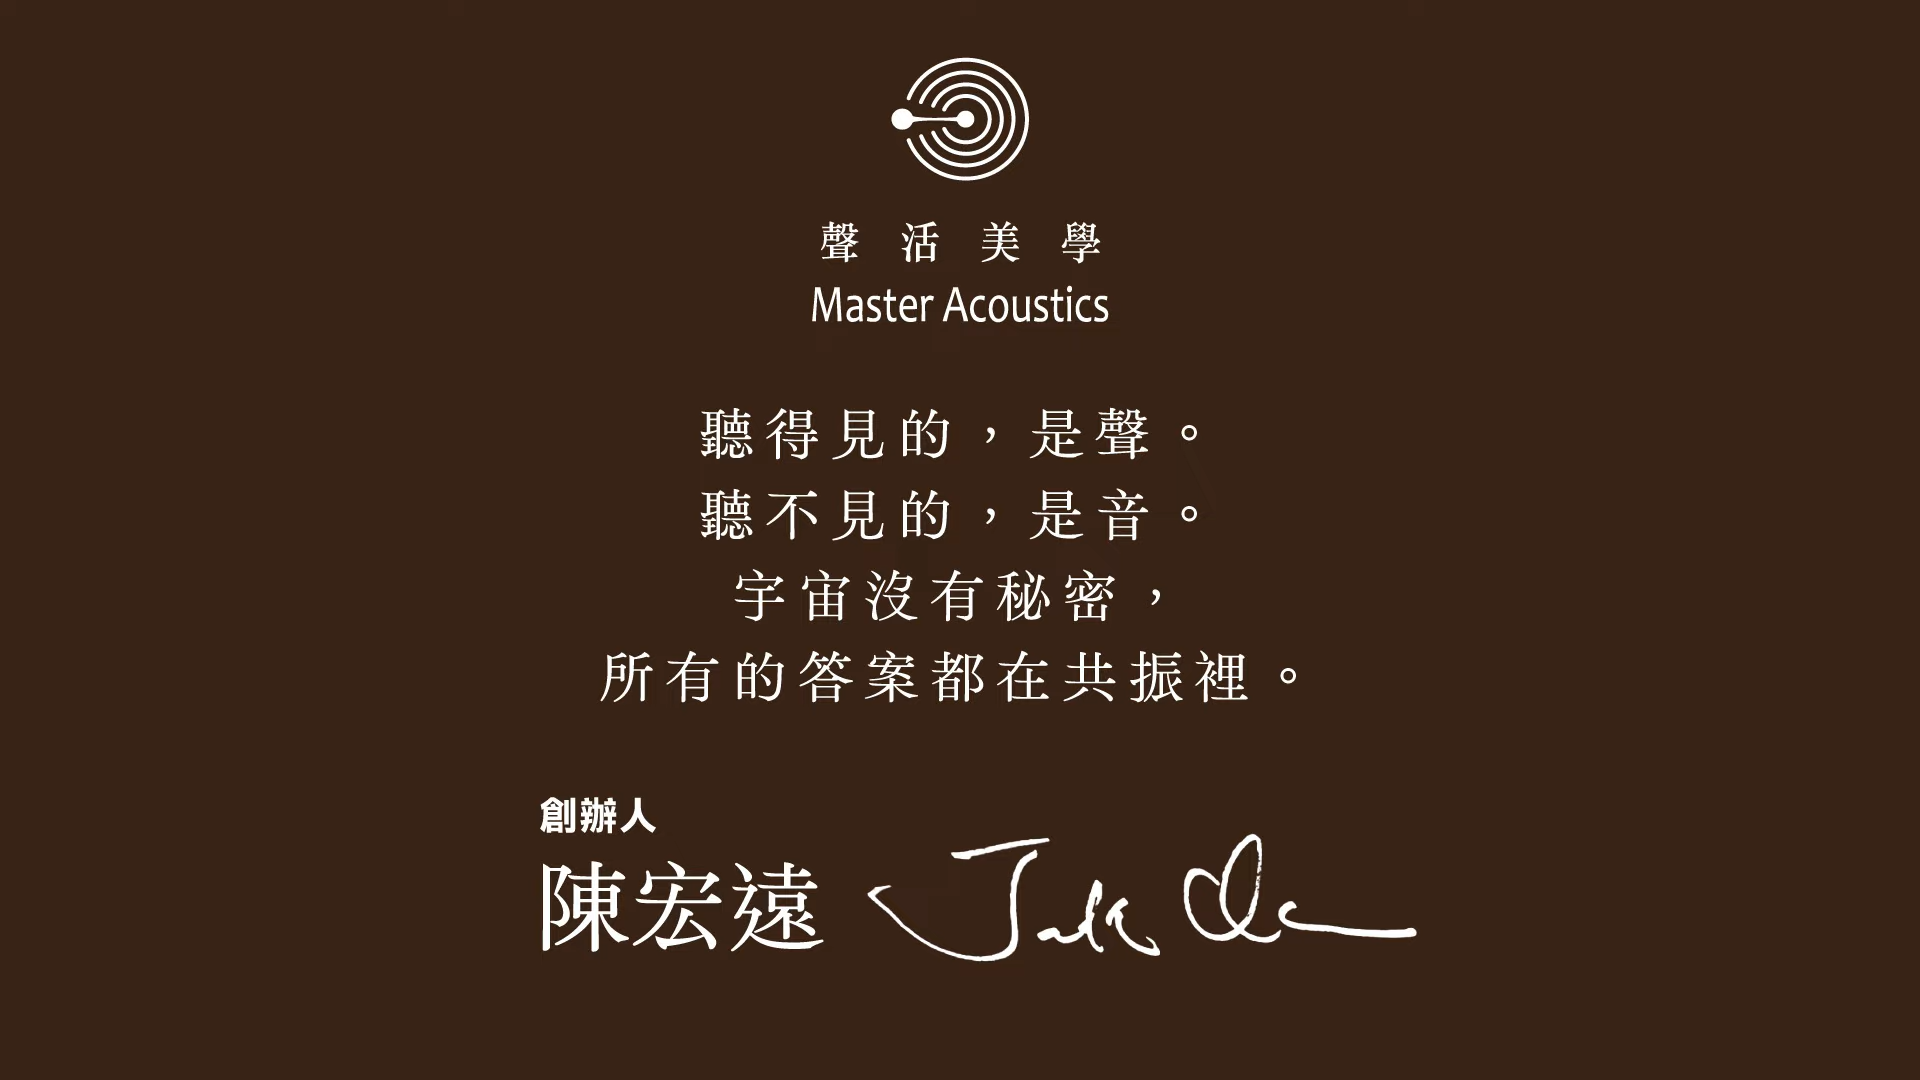 聲活美學
Master Acoustics
聽得見的，是聲。
聽不見的，是音。
宇宙沒有秘密，
所有的答案都在共振裡。
創辦人
陳宏遠